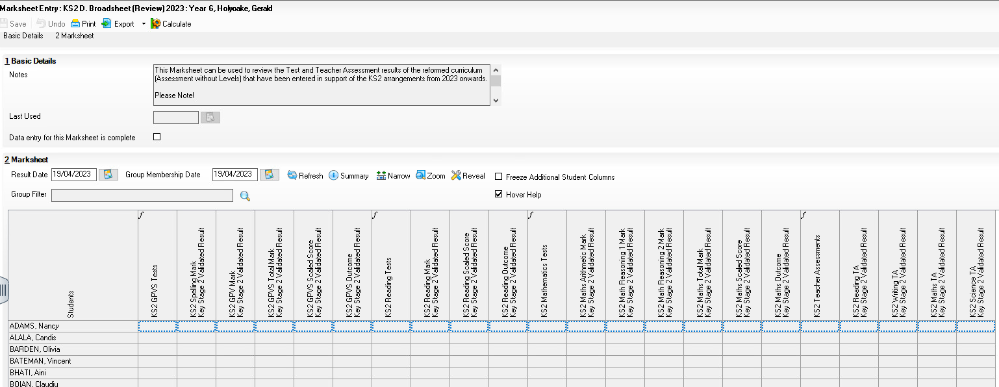 Marksheet Entry : KS2 D. Broadsheet (Review) 2023 : Year 6, Holyoake, Gerald
Save Undo Print Export Calculate
Basic Details 2 Marksheet
1 Basic Details
Notes
This Marksheet can be used to review the Test and Teacher Assessment results of the reformed curriculum
(Assessment without Levels) that have been entered in support of the KS2 arrangements from 2023 onwards.
Please Note!
Last Used
Data entry for this Marksheet is complete
2 Marksheet
Result Date 19/04/2023 Group Membership Date 19/04/2023 Refresh Summary Narrow Zoom Reveal Freeze Additional Student Columns
Group Filter Hover Help
Students
f
KS2 GPVS Tests
KS2 Spelling Mark
Key Stage 2 Validated Result
KS2 GPV Mark
Key Stage 2 Validated Result
KS2 GPVS Total Mark
Key Stage 2 Validated Result
KS2 GPVS Scaled Score
Key Stage 2 Validated Result
KS2 GPVS Outcome
Key Stage 2 Validated Result
f
KS2 Reading Tests
KS2 Reading Mark
Key Stage 2 Validated Result
KS2 Reading Scaled Score
Key Stage 2 Validated Result
KS2 Reading Outcome
Key Stage 2 Validated Result
f
KS2 Mathematics Tests
KS2 Maths Arithmetic Mark
Key Stage 2 Validated Result
KS2 Math Reasoning 1 Mark
Key Stage 2 Validated Result
KS2 Math Reasoning 2 Mark
Key Stage 2 Validated Result
KS2 Maths Total Mark
Key Stage 2 Validated Result
KS2 Maths Scaled Score
Key Stage 2 Validated Result
KS2 Maths Outcome
Key Stage 2 Validated Result
f
KS2 Teacher Assessments
KS2 Reading TA
Key Stage 2 Validated Result
KS2 Writing TA
Key Stage 2 Validated Result
KS2 Maths TA
Key Stage 2 Validated Result
KS2 Science TA
Key Stage 2 Validated Result
ADAMS, Nancy
ALALA, Candis
BARDEN, Olivia
BATEMAN, Vincent
BHATI, Aini
BOIAN, Claudiu